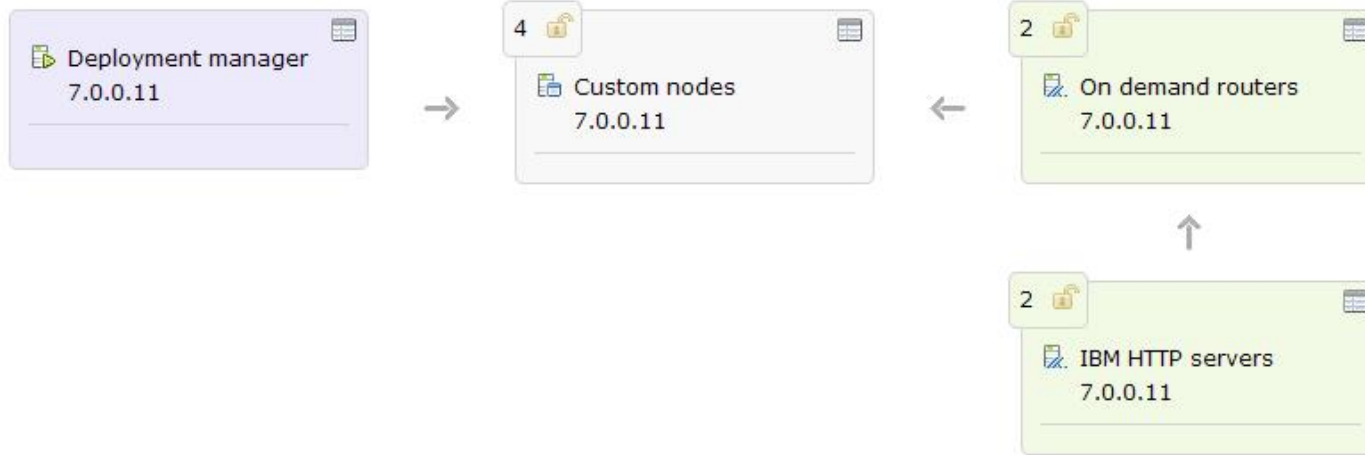 Deployment manager
7.0.0.11
4
Custom nodes
7.0.0.11
2
On demand routers
7.0.0.11
2
IBM HTTP servers
7.0.0.11